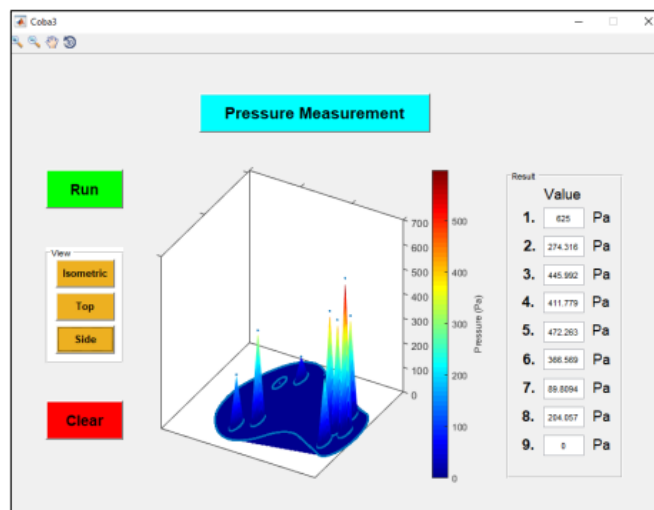 Coba3
Pressure Measurement
Run
View
Isometric
Top
Side
Clear
700
600
500
400
300
200
100
0
500
400
300
200
100
0
Pressure (Pa)
Result
Value
1. 625 Pa
2. 274.316 Pa
3. 445.992 Pa
4. 411.779 Pa
5. 472.263 Pa
6. 366.569 Pa
7. 89.8094 Pa
8. 204.057 Pa
9. 0 Pa